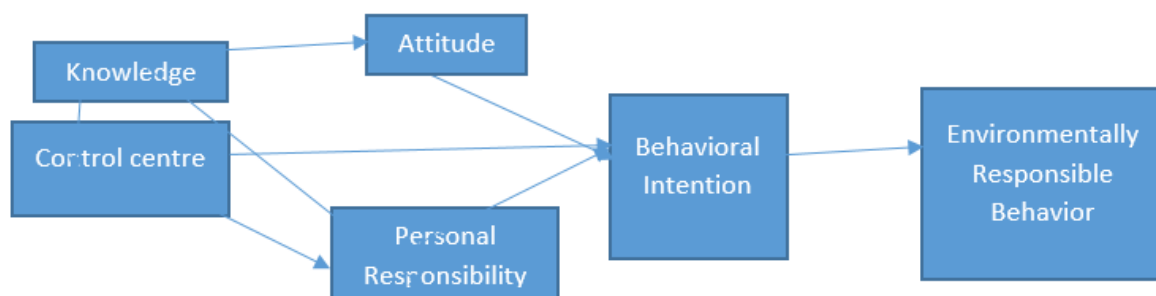 Knowledge
Attitude
Control centre
Personal
Responsibility
Behavioral
Intention
Environmentally
Responsible
Behavior